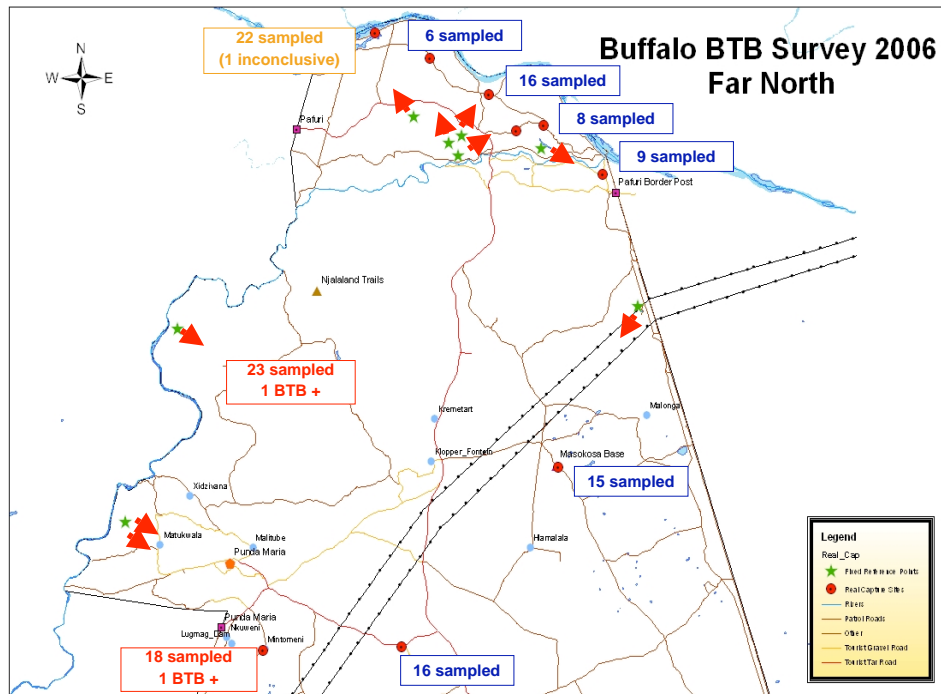 22 sampled
(1 inconclusive)
6 sampled
Buffalo BTB Survey 2006
Far North
N
W E
S
16 sampled
Pafuri
8 sampled
9 sampled
Pafuri Border Post
Njalaland Trails
23 sampled
1 BTB +
Kremetart
Malonga
Klopper_Fontein
Masokosa Base
15 sampled
Xidzivana
Matukwala
Malitube
Hamalala
Punda Maria
Punda Maria
Nkuweni
Lugmag_Dam
Mintomeni
18 sampled
1 BTB +
16 sampled
Legend
Real_Cap
Fixed Reference Points
Real Capture Sites
Rivers
Patrol Roads
Other
Tourist Gravel Road
Tourist Tar Road